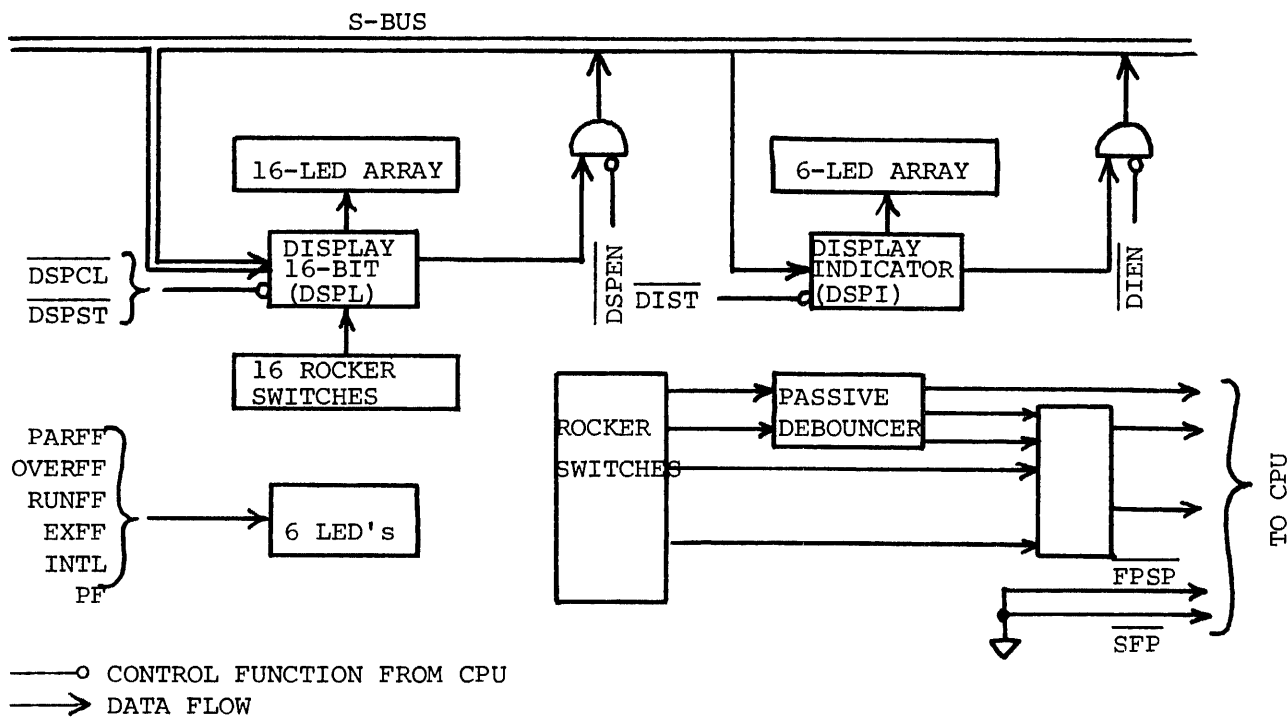 S-BUS
16-LED ARRAY
6-LED ARRAY
DISPLAY
16-BIT
(DSPL)
DISPLAY
INDICATOR
(DSPI)
DSPCL
DSPST
DSPEN
DIST
DIEN
16 ROCKER
SWITCHES
PARFF
OVERFF
RUNFF
EXFF
INTL
PF
6 LED's
ROCKER
SWITCHES
PASSIVE
DEBOUNCER
FPSP
SFP
TO CPU
CONTROL FUNCTION FROM CPU
DATA FLOW